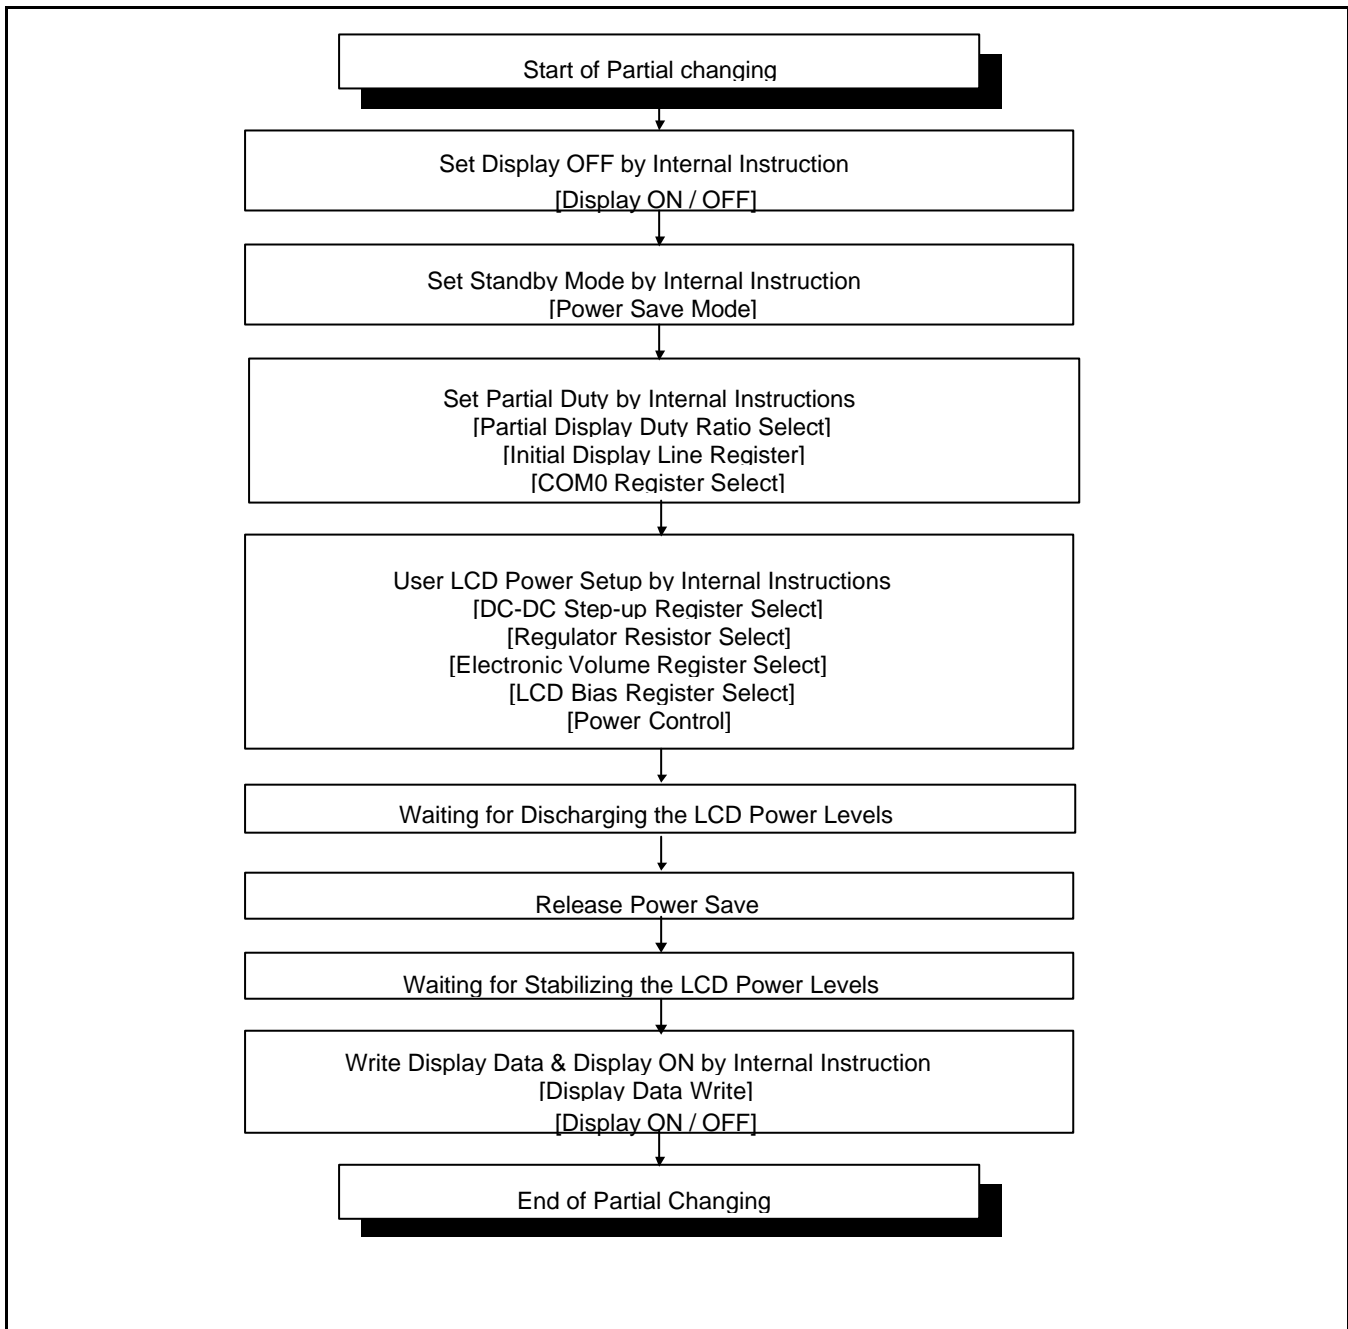 Start of Partial changing
Set Display OFF by Internal Instruction
[Display ON / OFF]
Set Standby Mode by Internal Instruction
[Power Save Mode]
Set Partial Duty by Internal Instructions
[Partial Display Duty Ratio Select]
[Initial Display Line Register]
[COM0 Register Select]
User LCD Power Setup by Internal Instructions
[DC-DC Step-up Register Select]
[Regulator Resistor Select]
[Electronic Volume Register Select]
[LCD Bias Register Select]
[Power Control]
Waiting for Discharging the LCD Power Levels
Release Power Save
Waiting for Stabilizing the LCD Power Levels
Write Display Data & Display ON by Internal Instruction
[Display Data Write]
[Display ON / OFF]
End of Partial Changing